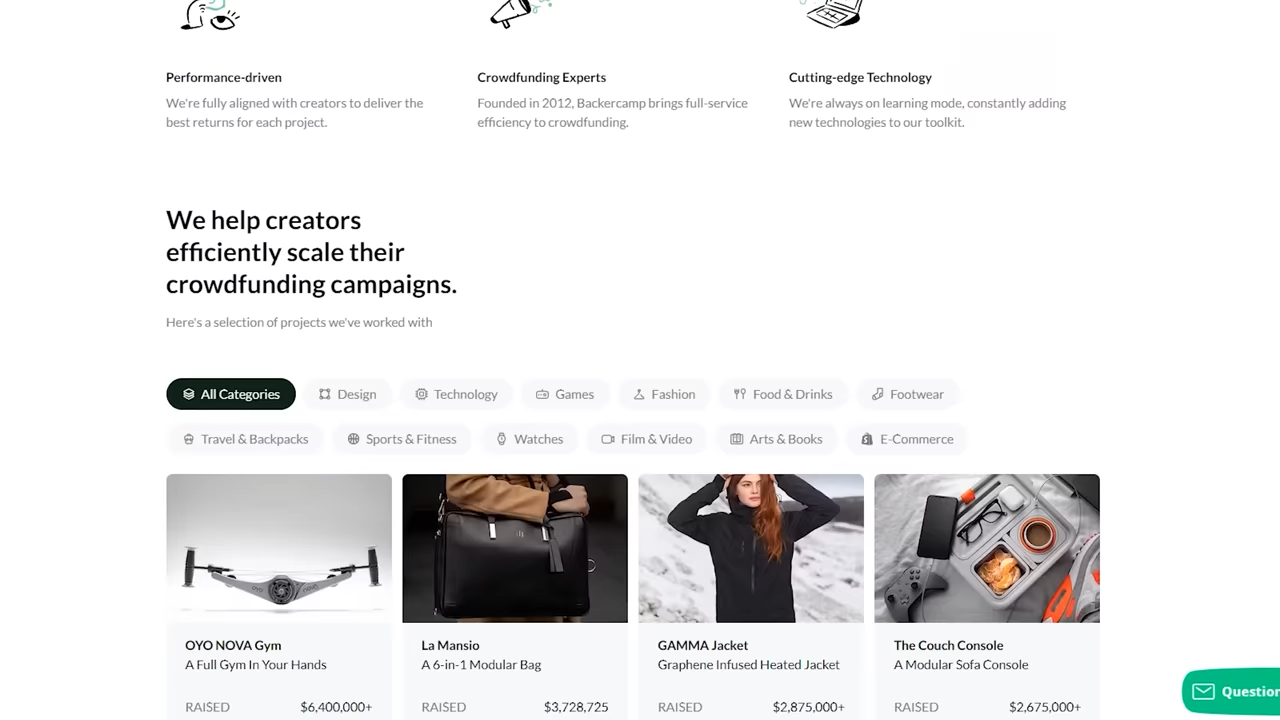 Performance-driven
We're fully aligned with creators to deliver the
best returns for each project.
Crowdfunding Experts
Founded in 2012, Backercamp brings full-service
efficiency to crowdfunding.
Cutting-edge Technology
We're always on learning mode, constantly adding
new technologies to our toolkit.
We help creators
efficiently scale their
crowdfunding campaigns.
Here's a selection of projects we've worked with
All Categories Design Technology Games Fashion Food & Drinks Footwear
Travel & Backpacks Sports & Fitness Watches Film & Video Arts & Books E-Commerce
OYO NOVA Gym
A Full Gym In Your Hands
RAISED $6,400,000+
La Mansio
A 6-in-1 Modular Bag
RAISED $3,728,725
GAMMA Jacket
Graphene Infused Heated Jacket
RAISED $2,875,000+
The Couch Console
A Modular Sofa Console
RAISED $2,675,000+